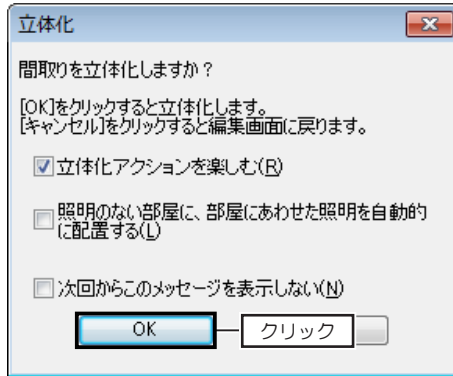 立体化
間取りを立体化しますか？
[OK]をクリックすると立体化します。
[キャンセル]をクリックすると編集画面に戻ります。
立体化アクションを楽しむ(R)
照明のない部屋に、部屋にあわせた照明を自動的
に配置する(L)
次回からこのメッセージを表示しない(N)
OK
クリック